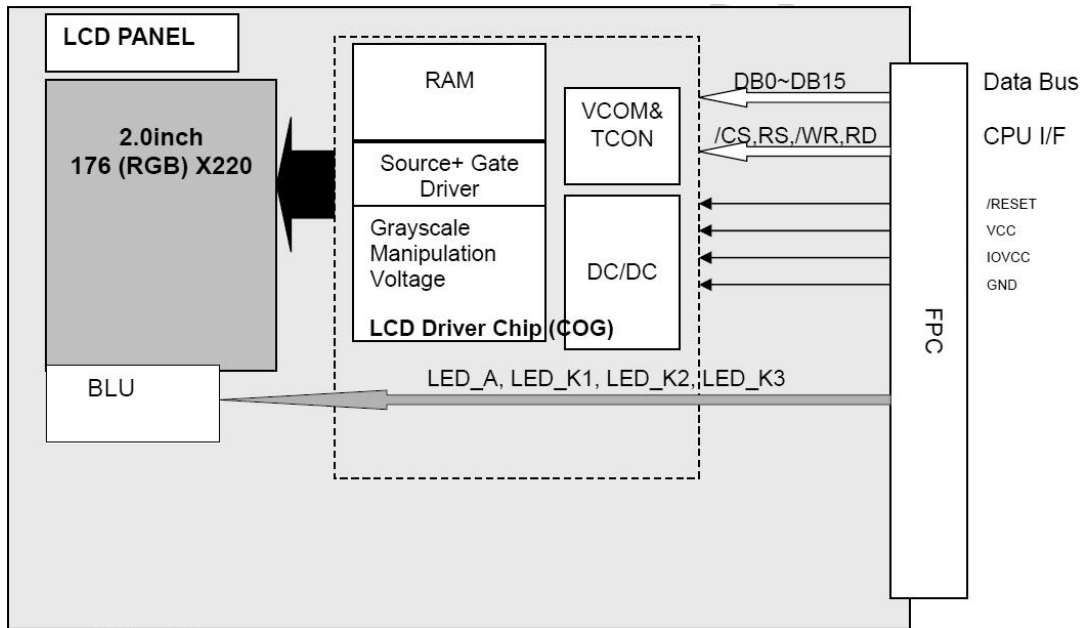 LCD PANEL
2.0inch
176 (RGB) X220
BLU
RAM
Source+ Gate
Driver
Grayscale
Manipulation
Voltage
LCD Driver Chip (COG)
VCOM&
TCON
DC/DC
DB0~DB15
/CS,RS,/WR,RD
LED_A, LED_K1, LED_K2, LED_K3
FPC
Data Bus
CPU I/F
/RESET
VCC
IOVCC
GND